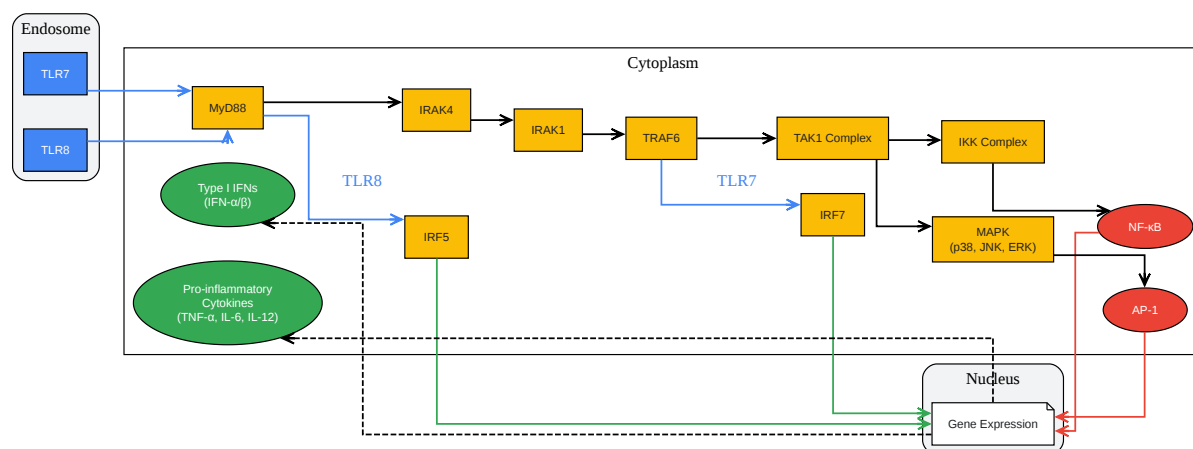 Endosome
TLR7
TLR8
Cytoplasm
MyD88
IRAK4
IRAK1
TRAF6
TAK1 Complex
IKK Complex
Type I IFNs
(IFN-α/β)
TLR8
TLR7
IRF5
IRF7
MAPK
(p38, JNK, ERK)
NF-κB
Pro-inflammatory
Cytokines
(TNF-α, IL-6, IL-12)
AP-1
Nucleus
Gene Expression